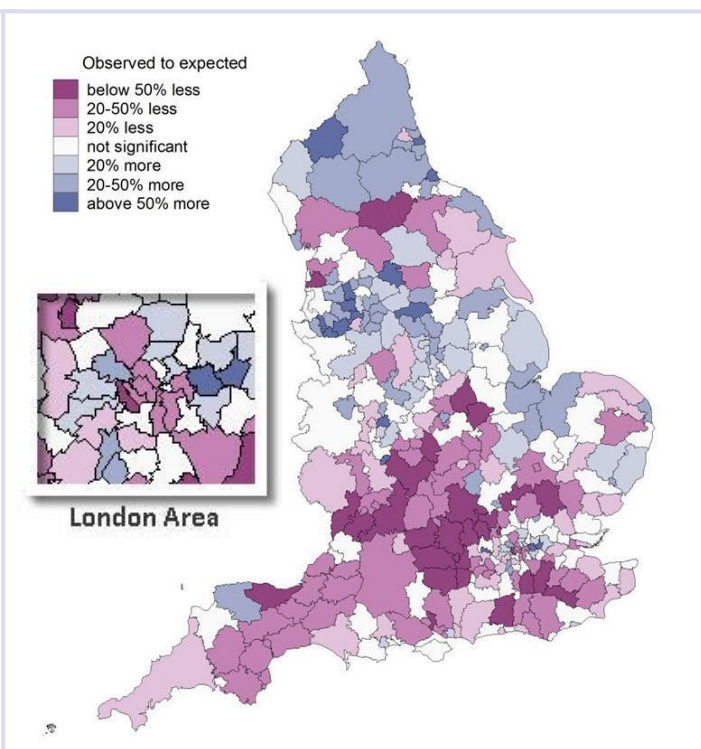 Observed to expected
below 50% less
20-50% less
20% less
not significant
20% more
20-50% more
above 50% more
London Area